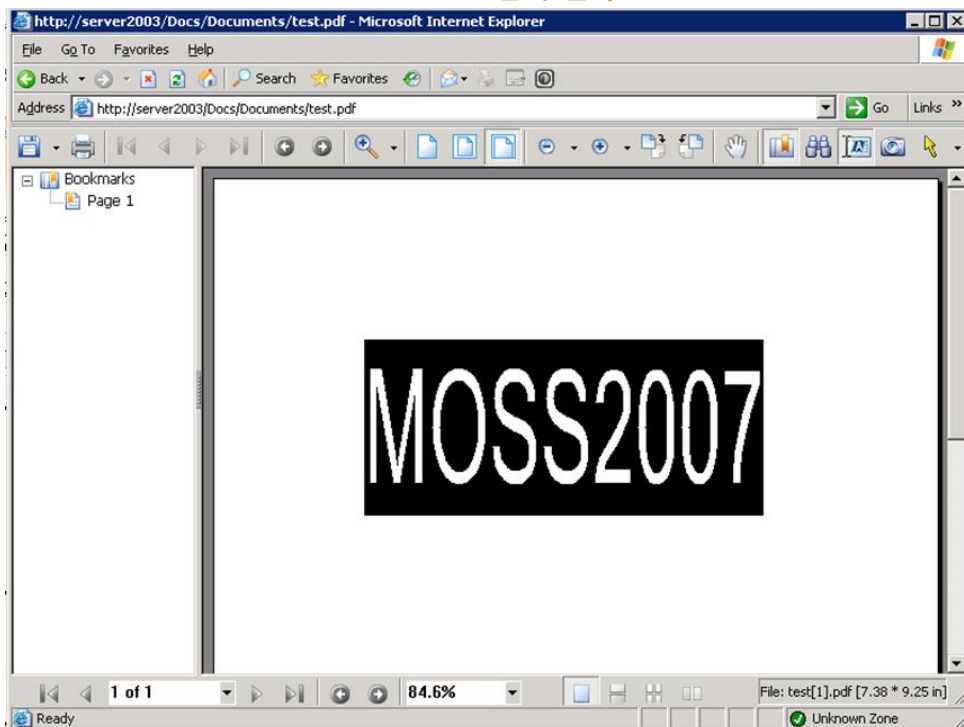 http://server2003/Docs/Documents/test.pdf - Microsoft Internet Explorer
File Go To Favorites Help
Back Search Favorites
Address http://server2003/Docs/Documents/test.pdf Go Links »
Bookmarks
Page 1
MOSS2007
1 of 1 84.6% File: test[1].pdf [7.38 * 9.25 in]
Ready Unknown Zone